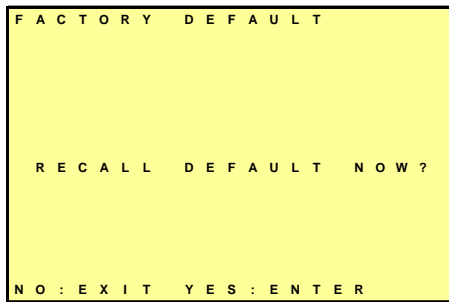 FACTORY DEFAULT
RECALL DEFAULT NOW?
NO:EXIT YES:ENTER